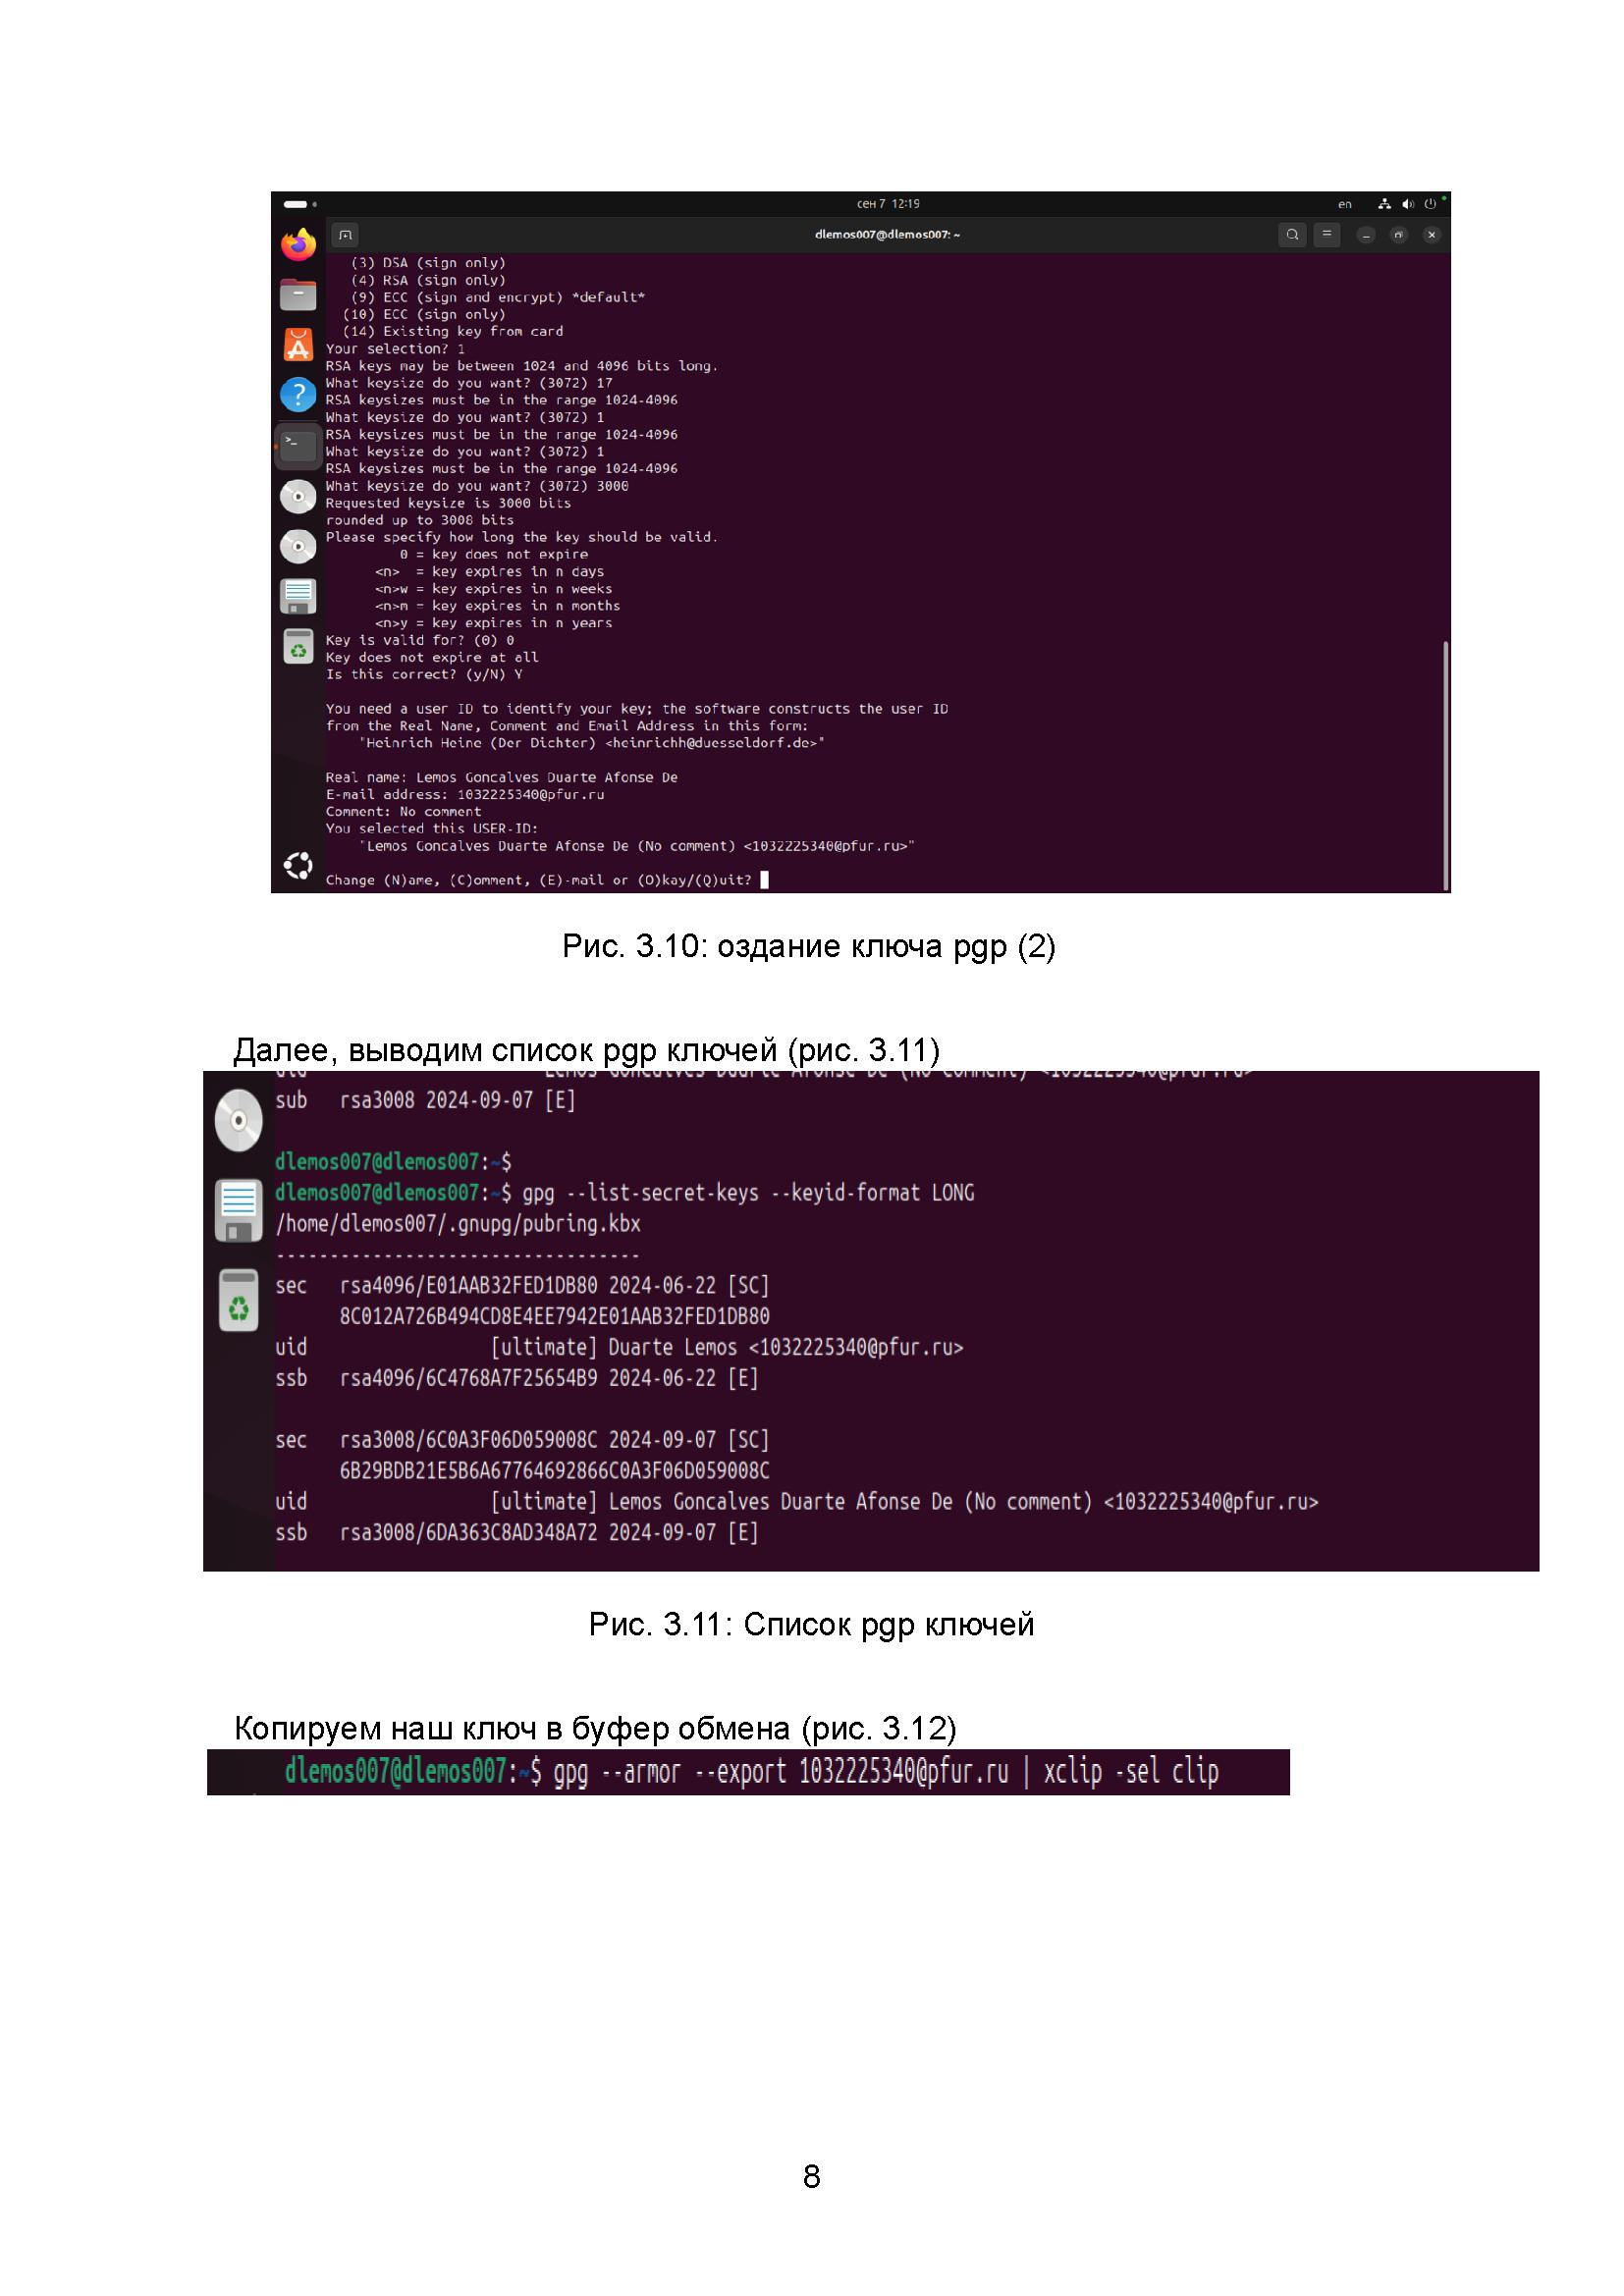 сен 7 12:19
en
dlemos007@dlemos007: ~
(3) DSA (sign only)
(4) RSA (sign only)
(9) ECC (sign and encrypt) *default*
(10) ECC (sign only)
(14) Existing key from card
Your selection? 1
RSA keys may be between 1024 and 4096 bits long.
What keysize do you want? (3072) 17
RSA keysizes must be in the range 1024-4096
What keysize do you want? (3072) 1
RSA keysizes must be in the range 1024-4096
What keysize do you want? (3072) 1
RSA keysizes must be in the range 1024-4096
What keysize do you want? (3072) 3000
Requested keysize is 3000 bits
rounded up to 3008 bits
Please specify how long the key should be valid.
0 = key does not expire
<n> = key expires in n days
<n>w = key expires in n weeks
<n>m = key expires in n months
<n>y = key expires in n years
Key is valid for? (0) 0
Key does not expire at all
Is this correct? (y/N) Y
You need a user ID to identify your key; the software constructs the user ID
from the Real Name, Comment and Email Address in this form:
"Heinrich Heine (Der Dichter) <heinrichh@duesseldorf.de>"
Real name: Lemos Goncalves Duarte Afonse De
E-mail address: 1032225340@pfur.ru
Comment: No comment
You selected this USER-ID:
"Lemos Goncalves Duarte Afonse De (No comment) <1032225340@pfur.ru>"
Change (N)ame, (C)omment, (E)-mail or (O)kay/(Q)uit?
Рис. 3.10: оздание ключа pgp (2)
Далее, выводим список pgp ключей (рис. 3.11)
uid Lemos Goncalves Duarte Afonse De (No comment) <1032225340@pfur.ru>
sub rsa3008 2024-09-07 [E]
dlemos007@dlemos007:~$
dlemos007@dlemos007:~$ gpg --list-secret-keys --keyid-format LONG
/home/dlemos007/.gnupg/pubring.kbx
----------------------------------
sec rsa4096/E01AAB32FED1DB80 2024-06-22 [SC]
8C012A726B494CD8E4EE7942E01AAB32FED1DB80
uid [ultimate] Duarte Lemos <1032225340@pfur.ru>
ssb rsa4096/6C4768A7F25654B9 2024-06-22 [E]
sec rsa3008/6C0A3F06D059008C 2024-09-07 [SC]
6B29BDB21E5B6A67764692866C0A3F06D059008C
uid [ultimate] Lemos Goncalves Duarte Afonse De (No comment) <1032225340@pfur.ru>
ssb rsa3008/6DA363C8AD348A72 2024-09-07 [E]
Рис. 3.11: Список pgp ключей
Копируем наш ключ в буфер обмена (рис. 3.12)
dlemos007@dlemos007:~$ gpg --armor --export 1032225340@pfur.ru | xclip -sel clip
8